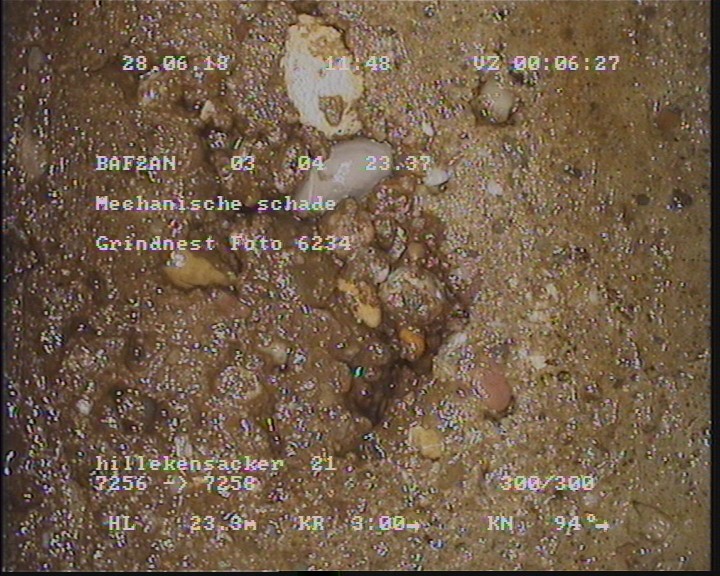 28.06.18 11:48 VZ 00:06:27
BAF2AN 03 04 23.37
Mechanische schade
Grindnest Foto 6234
hillekensacker 21
7256 -> 7258 300/300
HL 23.3m KR 3:00→ KN 94°→